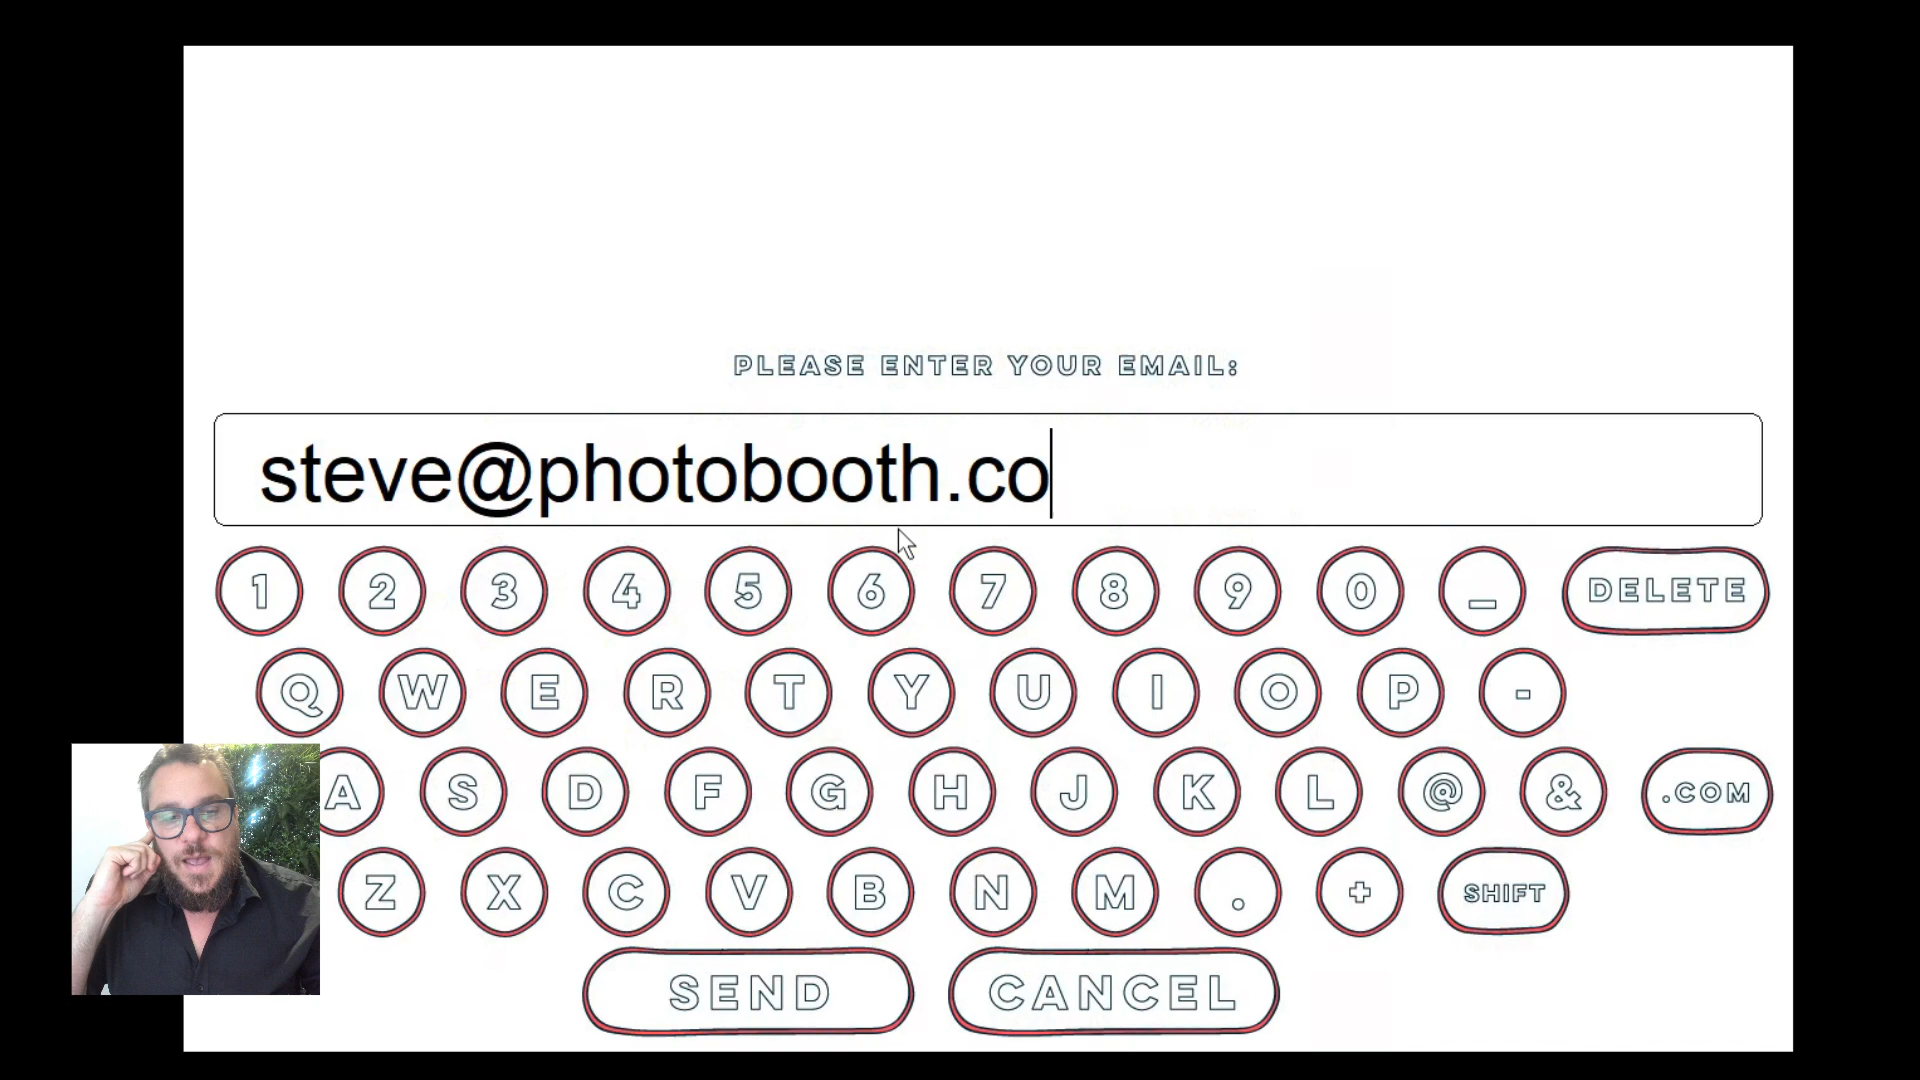 PLEASE ENTER YOUR EMAIL:
steve@photobooth.co
1 2 3 4 5 6 7 8 9 0 _ DELETE
Q W E R T Y U I O P -
A S D F G H J K L @ & .COM
Z X C V B N M . + SHIFT
SEND CANCEL